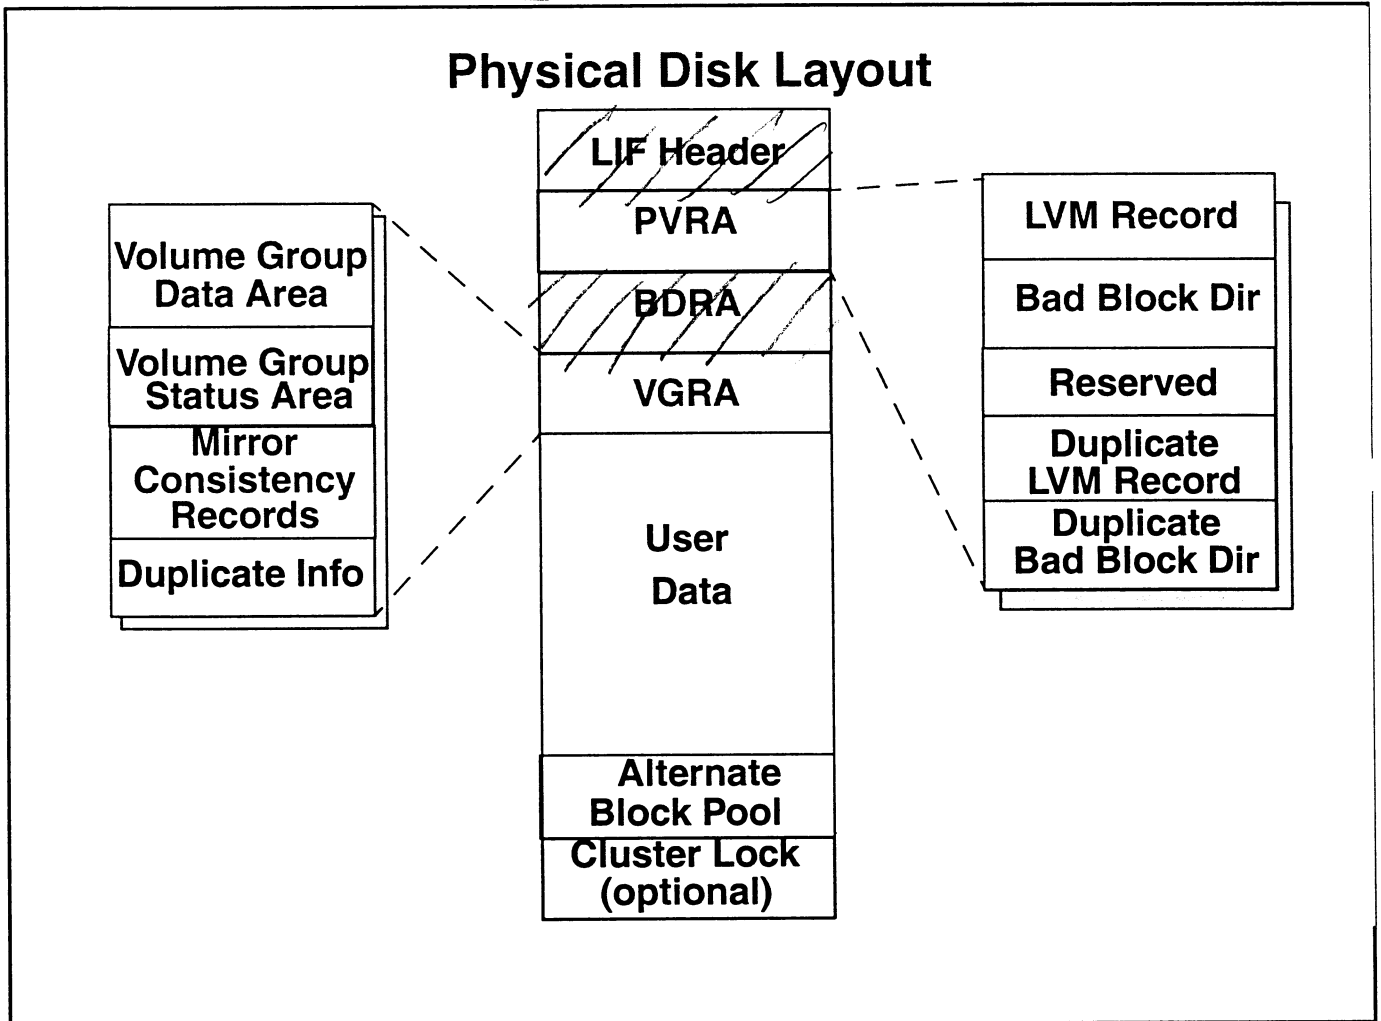 Physical Disk Layout
LIF Header
PVRA
BDRA
VGRA
User
Data
Alternate
Block Pool
Cluster Lock
(optional)
Volume Group
Data Area
Volume Group
Status Area
Mirror
Consistency
Records
Duplicate Info
LVM Record
Bad Block Dir
Reserved
Duplicate
LVM Record
Duplicate
Bad Block Dir